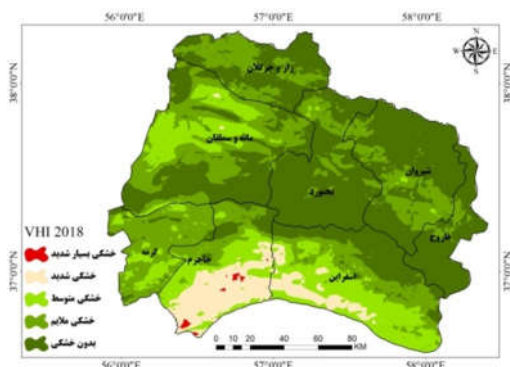 56°0'0"E 57°0'0"E 58°0'0"E
38°0'0"N 38°0'0"N
37°0'0"N 37°0'0"N
N
W E
S
راز و جرگلان
مانه و سملقان
شیروان
بجنورد
فاروج
گرمه
جاجرم
اسفراین
VHI 2018
خشکی بسیار شدید
خشکی شدید
خشکی متوسط
خشکی ملایم
بدون خشکی
0 10 20 40 60 80
KM
56°0'0"E 57°0'0"E 58°0'0"E